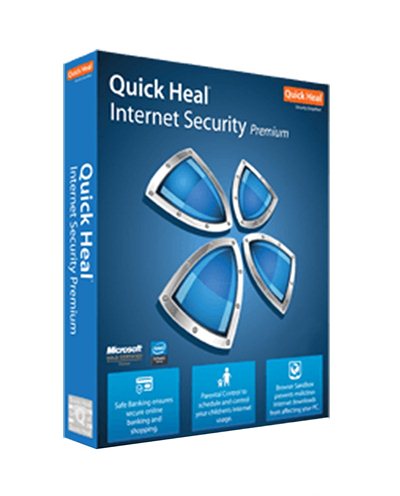 Quick Heal
Internet Security Premium
Quick Heal
Quick Heal
Internet Security Premium
Microsoft
Safe Banking ensures
secure online
banking and
shopping.
Parental Control to
schedule and control
your children's Internet
usage.
Browser Sandbox
prevents malicious
Internet downloads
from affecting your PC.